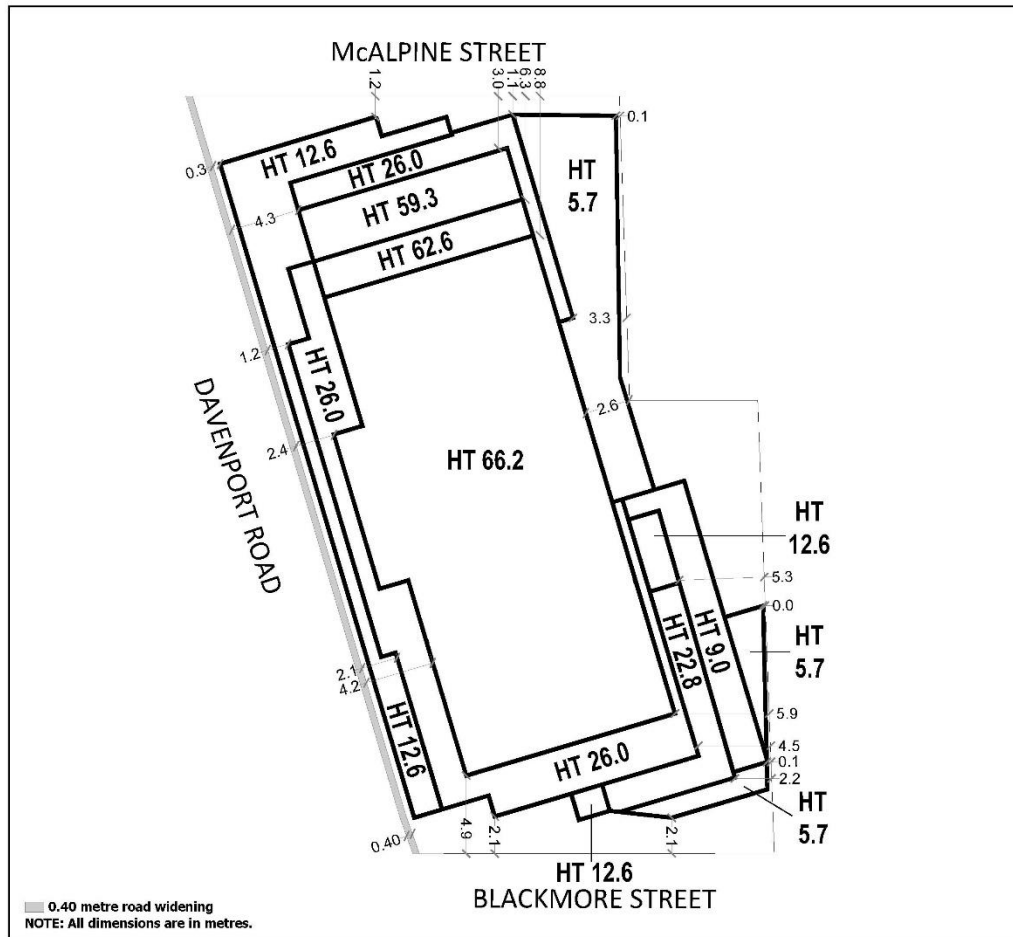 McALPINE STREET
1.2
3.0
1.1
6.3
8.8
0.1
HT 12.6
0.3
HT 26.0
HT
5.7
4.3
HT 59.3
HT 62.6
3.3
1.2
HT 26.0
2.6
DAVENPORT ROAD
2.4
HT 66.2
HT
12.6
5.3
0.0
HT 9.0
HT 22.8
HT
5.7
2.1
4.2
5.9
HT 12.6
4.5
HT 26.0
0.1
2.2
HT
5.7
0.40
4.9
2.1
2.1
HT 12.6
BLACKMORE STREET
0.40 metre road widening
NOTE: All dimensions are in metres.